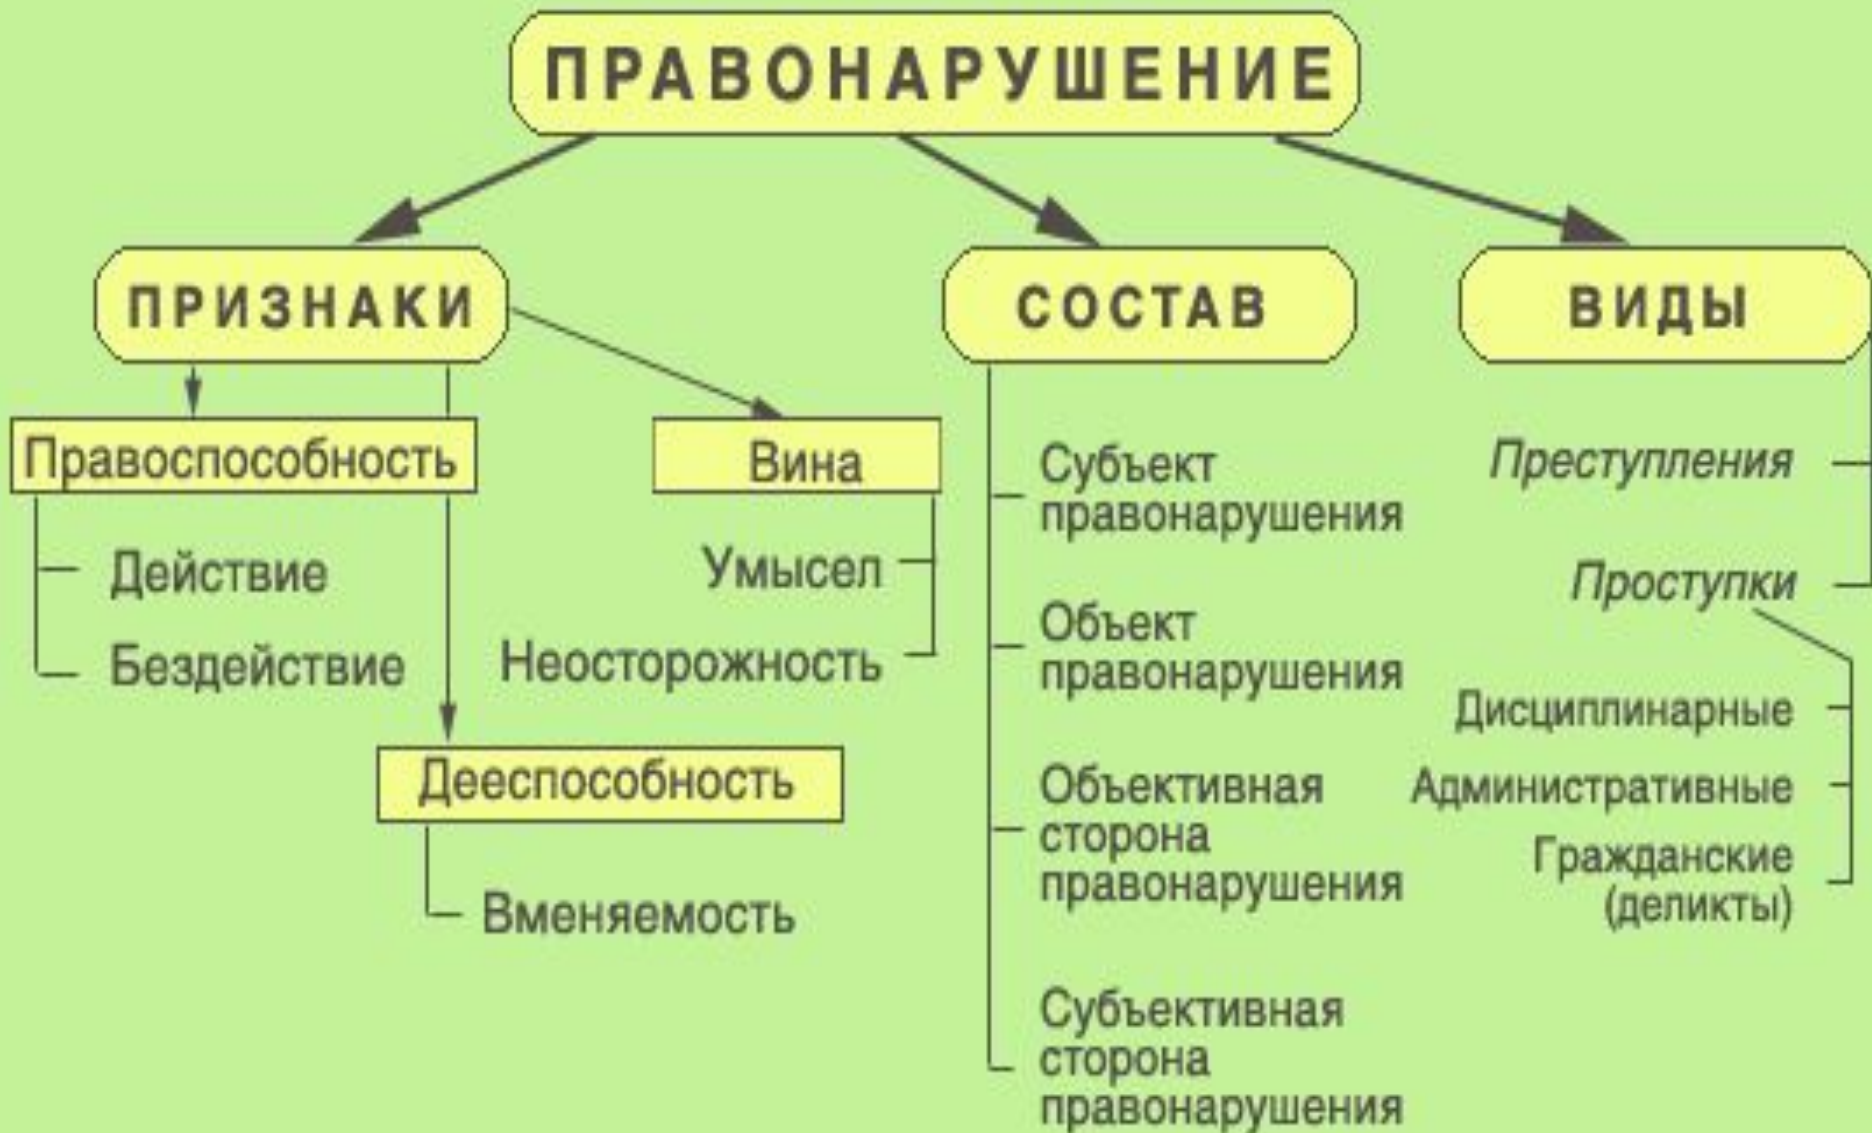 ПРАВОНАРУШЕНИЕ
ПРИЗНАКИ
Правоспособность
Действие
Бездействие
Вина
Умысел
Неосторожность
Дееспособность
Вменяемость
СОСТАВ
Субъект
правонарушения
Объект
правонарушения
Объективная
сторона
правонарушения
Субъективная
сторона
правонарушения
ВИДЫ
Преступления
Проступки
Дисциплинарные
Административные
Гражданские
(деликты)